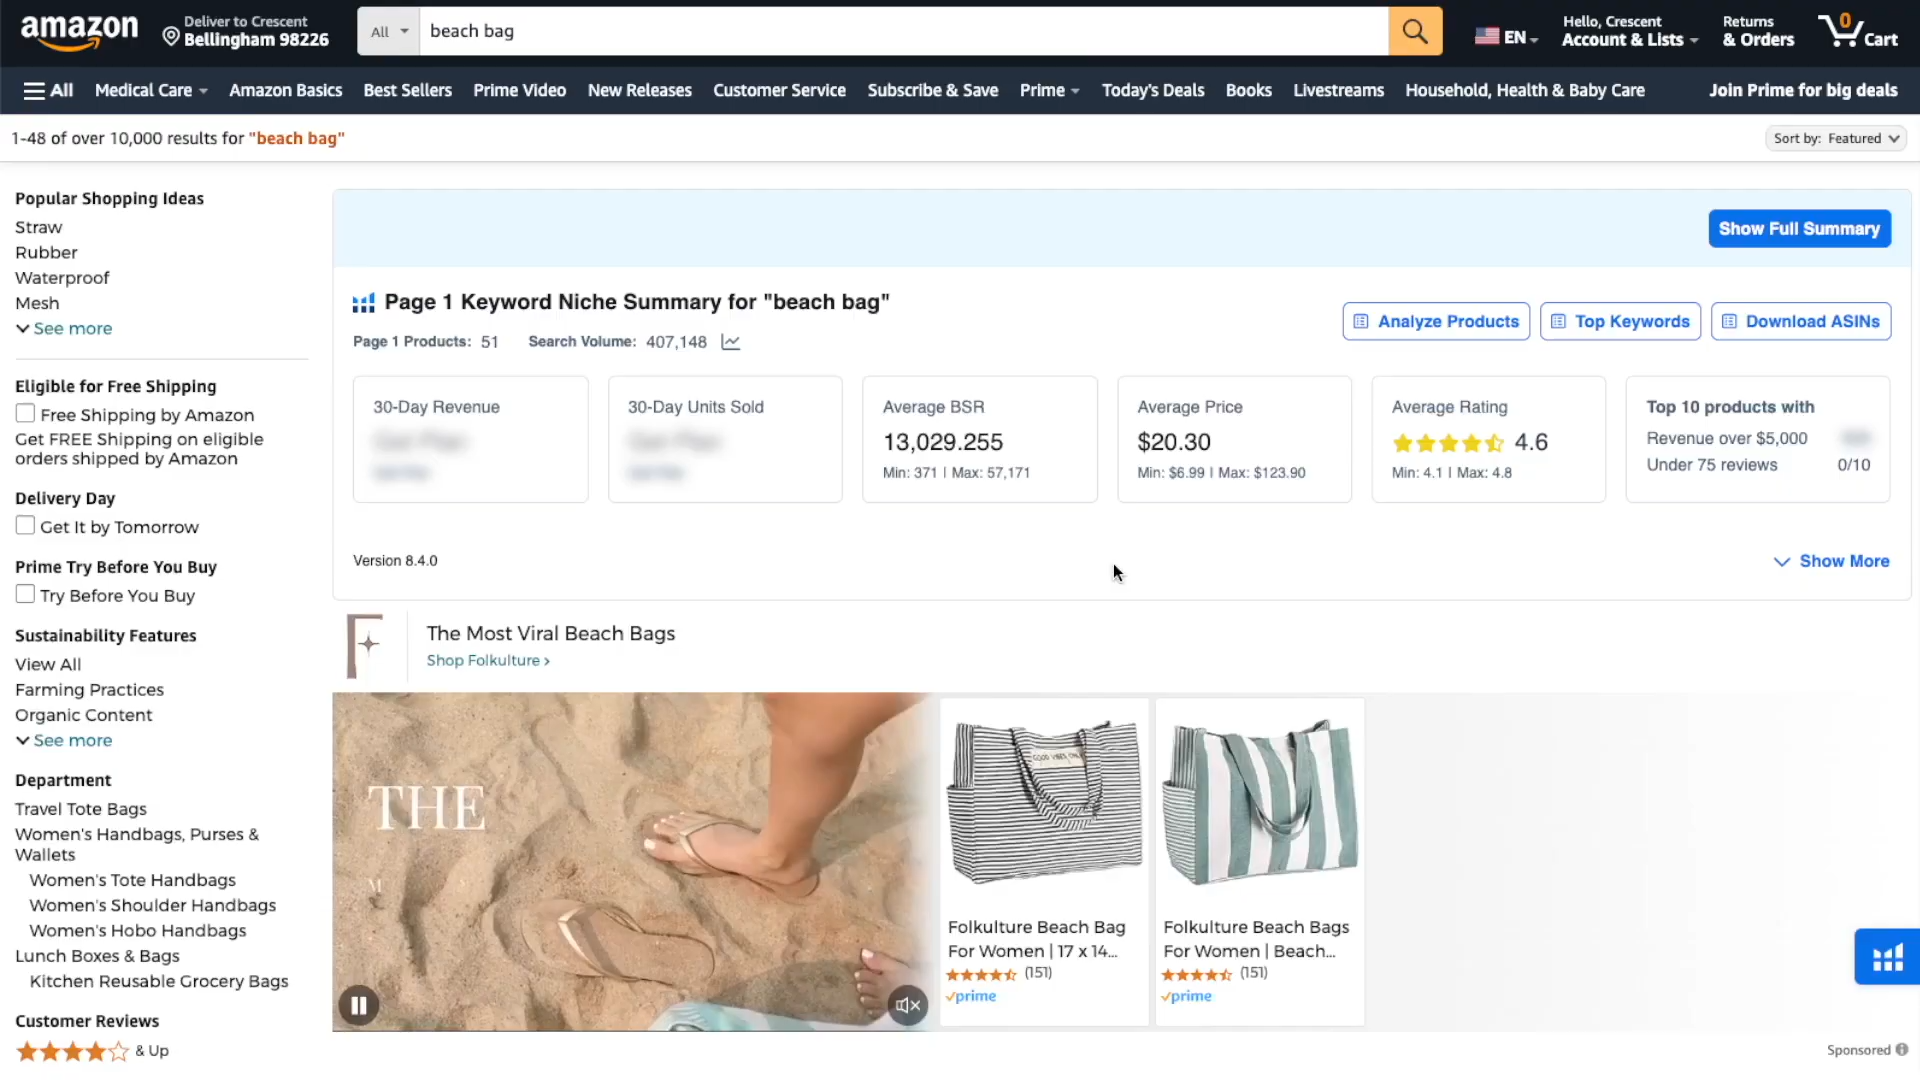 amazon
Deliver to Crescent
Bellingham 98226
All
beach bag
EN
Hello, Crescent
Account & Lists
Returns
& Orders
0
Cart
All
Medical Care
Amazon Basics
Best Sellers
Prime Video
New Releases
Customer Service
Subscribe & Save
Prime
Today's Deals
Books
Livestreams
Household, Health & Baby Care
Join Prime for big deals
1-48 of over 10,000 results for "beach bag"
Sort by: Featured
Popular Shopping Ideas
Straw
Rubber
Waterproof
Mesh
See more
Eligible for Free Shipping
Free Shipping by Amazon
Get FREE Shipping on eligible
orders shipped by Amazon
Delivery Day
Get It by Tomorrow
Prime Try Before You Buy
Try Before You Buy
Sustainability Features
View All
Farming Practices
Organic Content
See more
Department
Travel Tote Bags
Women's Handbags, Purses &
Wallets
Women's Tote Handbags
Women's Shoulder Handbags
Women's Hobo Handbags
Lunch Boxes & Bags
Kitchen Reusable Grocery Bags
Customer Reviews
& Up
Show Full Summary
Page 1 Keyword Niche Summary for "beach bag"
Page 1 Products: 51
Search Volume: 407,148
Analyze Products
Top Keywords
Download ASINs
30-Day Revenue
30-Day Units Sold
Average BSR
13,029.255
Min: 371 | Max: 57,171
Average Price
$20.30
Min: $6.99 | Max: $123.90
Average Rating
4.6
Min: 4.1 | Max: 4.8
Top 10 products with
Revenue over $5,000
Under 75 reviews
0/10
Version 8.4.0
Show More
The Most Viral Beach Bags
Shop Folkulture ›
THE
M
GOOD VIBES ONLY
Folkulture Beach Bag
For Women | 17 x 14...
(151)
prime
Folkulture Beach Bags
For Women | Beach...
(151)
prime
Sponsored